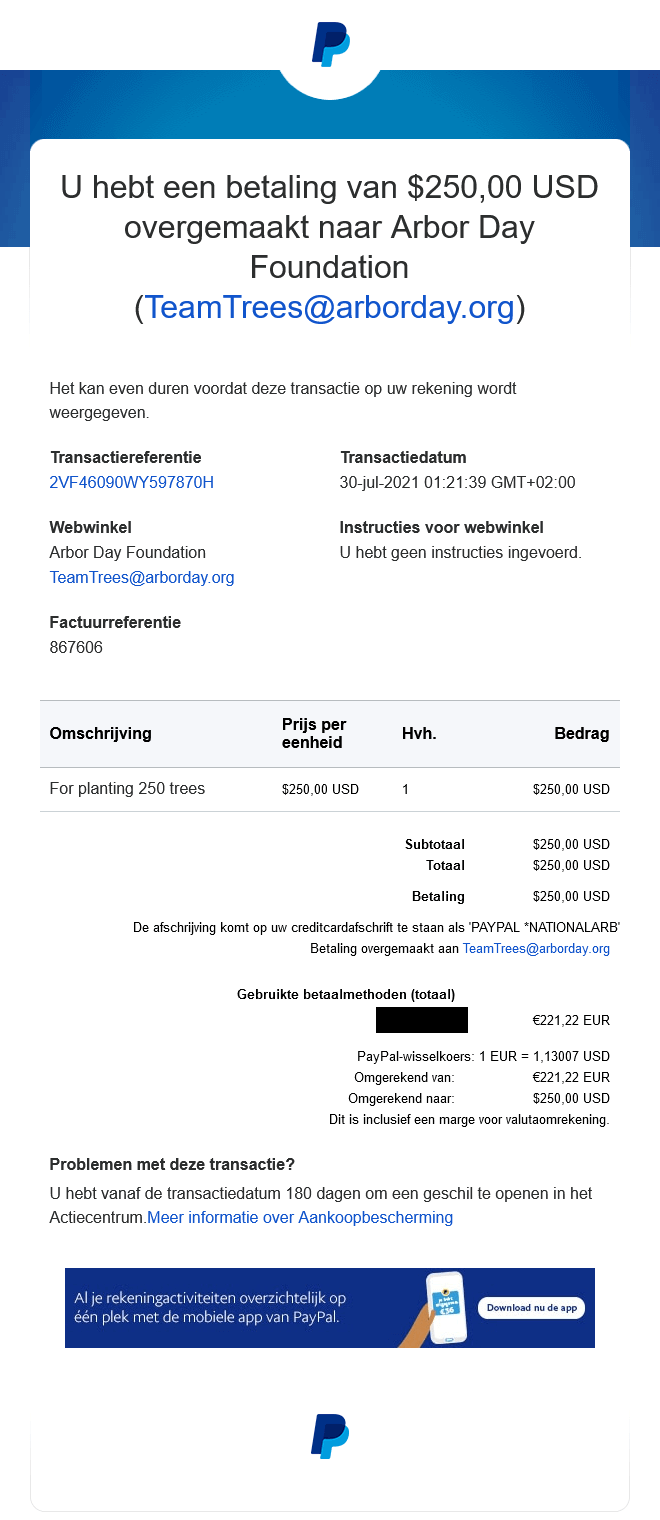 U hebt een betaling van $250,00 USD
overgemaakt naar Arbor Day
Foundation
(TeamTrees@arborday.org)
Het kan even duren voordat deze transactie op uw rekening wordt
weergegeven.
Transactiereferentie
2VF46090WY597870H
Transactiedatum
30-jul-2021 01:21:39 GMT+02:00
Webwinkel
Arbor Day Foundation
TeamTrees@arborday.org
Instructies voor webwinkel
U hebt geen instructies ingevoerd.
Factuurreferentie
867606
Omschrijving Prijs per eenheid Hvh. Bedrag
For planting 250 trees $250,00 USD 1 $250,00 USD
Subtotaal $250,00 USD
Totaal $250,00 USD
Betaling $250,00 USD
De afschrijving komt op uw creditcardafschrift te staan als 'PAYPAL *NATIONALARB'
Betaling overgemaakt aan TeamTrees@arborday.org
Gebruikte betaalmethoden (totaal)
€221,22 EUR
PayPal-wisselkoers: 1 EUR = 1,13007 USD
Omgerekend van: €221,22 EUR
Omgerekend naar: $250,00 USD
Dit is inclusief een marge voor valutaomrekening.
Problemen met deze transactie?
U hebt vanaf de transactiedatum 180 dagen om een geschil te openen in het
Actiecentrum.Meer informatie over Aankoopbescherming
Al je rekeningactiviteiten overzichtelijk op
één plek met de mobiele app van PayPal.
Download nu de app